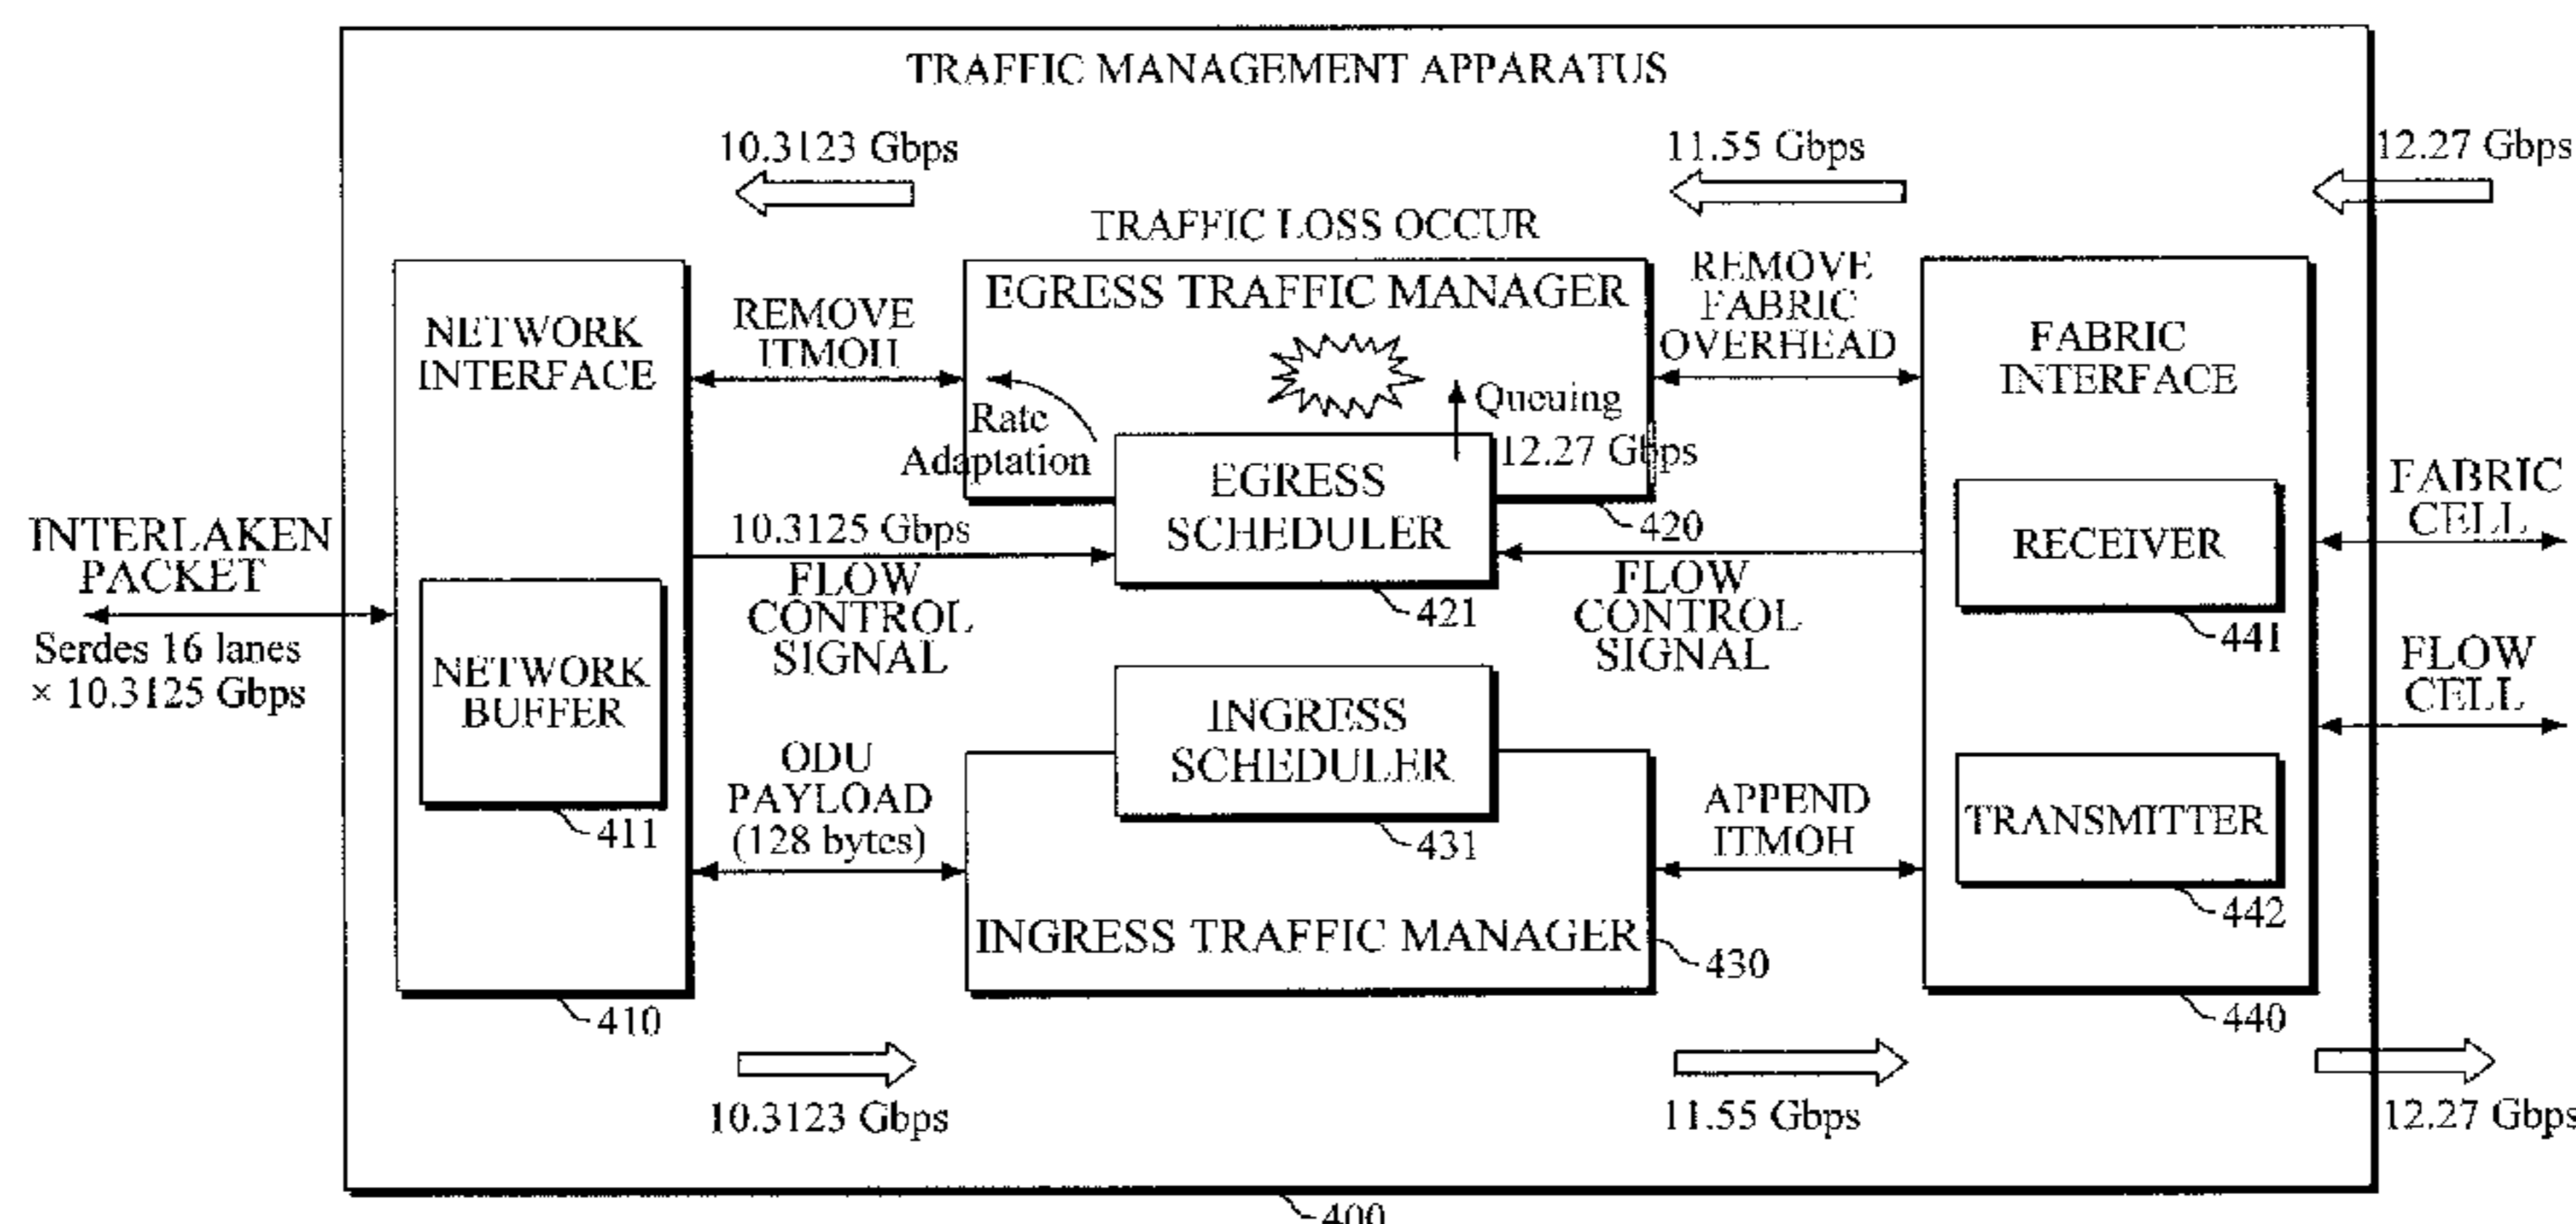 TRAFFIC MANAGEMENT APPARATUS
10.3123 Gbps
11.55 Gbps
12.27 Gbps
TRAFFIC LOSS OCCUR
EGRESS TRAFFIC MANAGER
REMOVE
FABRIC
OVERHEAD
NETWORK
INTERFACE
REMOVE
ITMOH
FABRIC
INTERFACE
Rate
Adaptation
Queuing
12.27 Gbps
EGRESS
SCHEDULER
420
421
INTERLAKEN
PACKET
Serdes 16 lanes
× 10.3125 Gbps
10.3125 Gbps
FLOW
CONTROL
SIGNAL
FLOW
CONTROL
SIGNAL
RECEIVER
441
FABRIC
CELL
FLOW
CELL
NETWORK
BUFFER
411
INGRESS
SCHEDULER
431
ODU
PAYLOAD
(128 bytes)
APPEND
ITMOH
TRANSMITTER
442
INGRESS TRAFFIC MANAGER
430
410
440
10.3123 Gbps
11.55 Gbps
12.27 Gbps
400